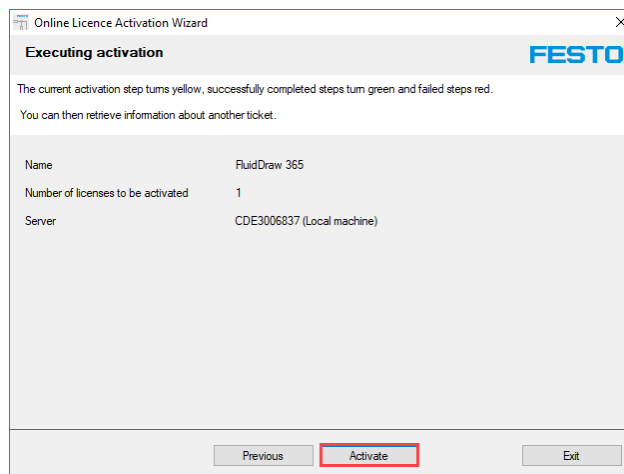 Online Licence Activation Wizard
Executing activation
FESTO
The current activation step turns yellow, successfully completed steps turn green and failed steps red.
You can then retrieve information about another ticket.
Name FluidDraw 365
Number of licenses to be activated 1
Server CDE3006837 (Local machine)
Previous Activate Exit